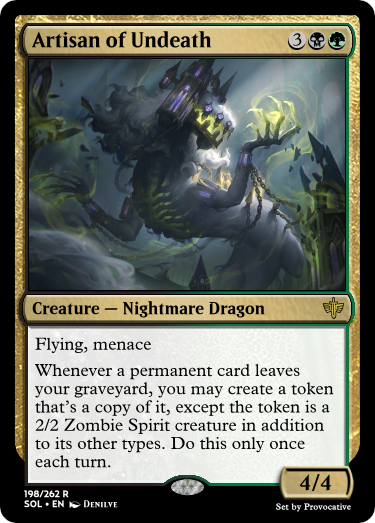 Artisan of Undeath 3
Creature — Nightmare Dragon
Flying, menace
Whenever a permanent card leaves
your graveyard, you may create a token
that's a copy of it, except the token is a
2/2 Zombie Spirit creature in addition
to its other types. Do this only once
each turn.
4/4
198/262 R
SOL • EN DENILVE
Set by Provocative